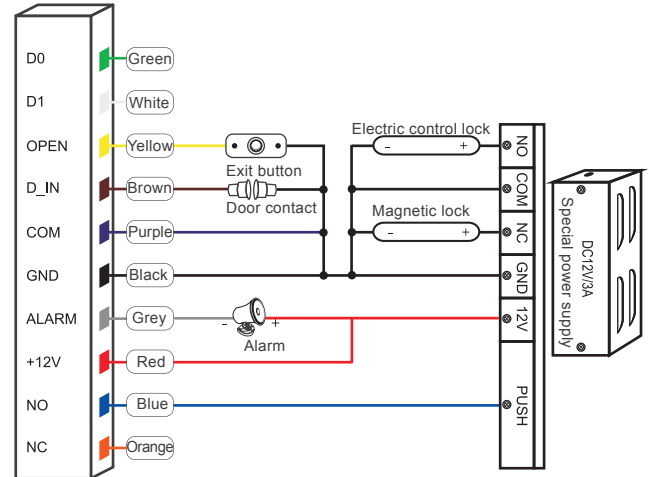 D0 Green
D1 White
OPEN Yellow
Exit button
D_IN Brown
Door contact
COM Purple
GND Black
ALARM Grey - +
Alarm
+12V Red
NO Blue
NC Orange
Electric control lock
- +
Magnetic lock
- +
NO
COM
NC
GND
12V
PUSH
DC12V/3A
Special power supply